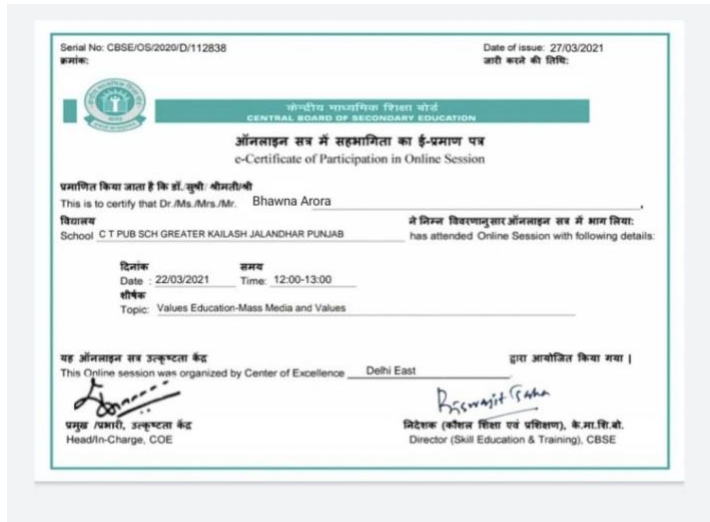 Serial No: CBSE/OS/2020/D/112838
क्रमांक:
Date of issue: 27/03/2021
जारी करने की तिथि:
केन्द्रीय माध्यमिक शिक्षा बोर्ड
CENTRAL BOARD OF SECONDARY EDUCATION
ऑनलाइन सत्र में सहभागिता का ई-प्रमाण पत्र
e-Certificate of Participation in Online Session
प्रमाणित किया जाता है कि डॉ./सुश्री/ श्रीमती/श्री
This is to certify that Dr./Ms./Mrs./Mr. Bhawna Arora ,
विद्यालय ने निम्न विवरणानुसार ऑनलाइन सत्र में भाग लिया:
School C T PUB SCH GREATER KAILASH JALANDHAR PUNJAB has attended Online Session with following details:
दिनांक समय
Date : 22/03/2021 Time: 12:00-13:00
शीर्षक
Topic: Values Education-Mass Media and Values
यह ऑनलाइन सत्र उत्कृष्टता केंद्र द्वारा आयोजित किया गया |
This Online session was organized by Center of Excellence Delhi East
Biswajit Saha
प्रमुख /प्रभारी, उत्कृष्टता केंद्र
Head/In-Charge, COE
निदेशक (कौशल शिक्षा एवं प्रशिक्षण), के.मा.शि.बो.
Director (Skill Education & Training), CBSE